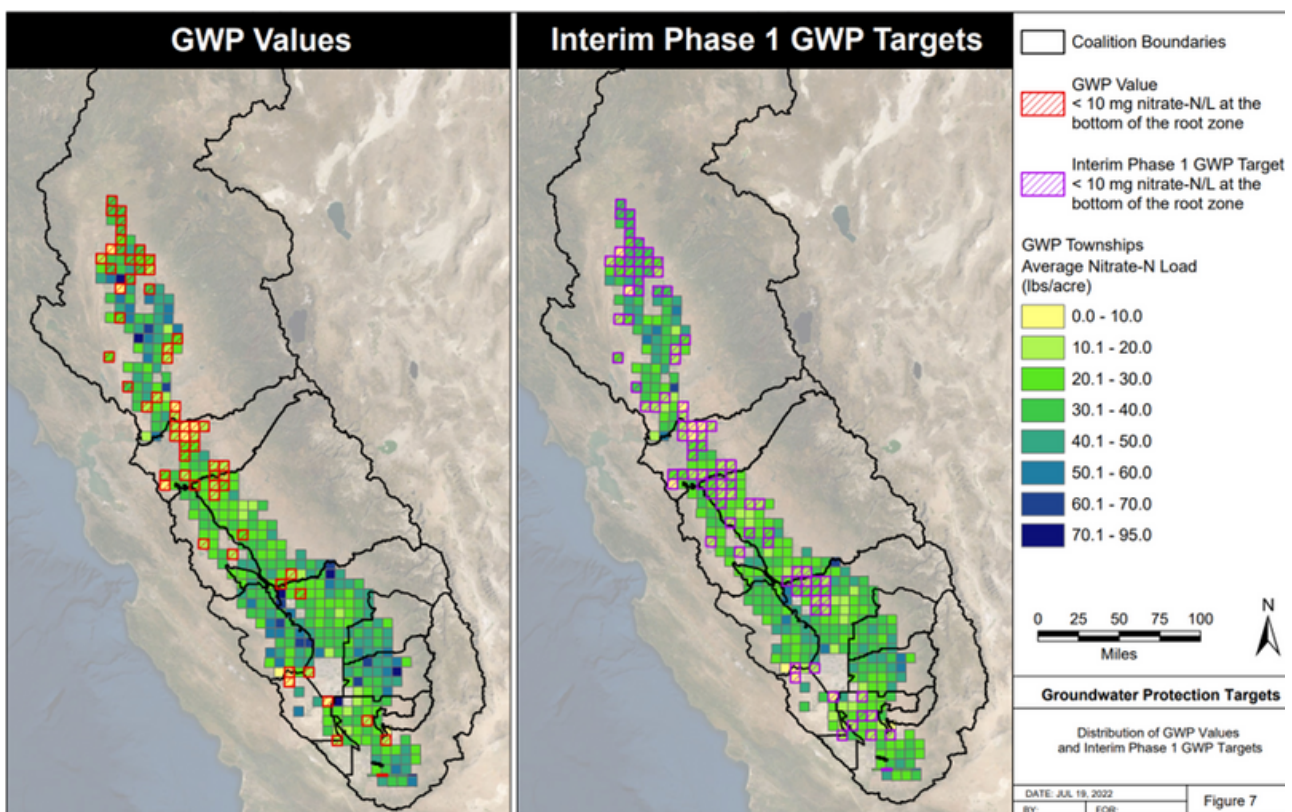 GWP Values
Interim Phase 1 GWP Targets
Coalition Boundaries
GWP Value
< 10 mg nitrate-N/L at the
bottom of the root zone
Interim Phase 1 GWP Target
< 10 mg nitrate-N/L at the
bottom of the root zone
GWP Townships
Average Nitrate-N Load
(lbs/acre)
0.0 - 10.0
10.1 - 20.0
20.1 - 30.0
30.1 - 40.0
40.1 - 50.0
50.1 - 60.0
60.1 - 70.0
70.1 - 95.0
0 25 50 100
Miles
N
Groundwater Protection Targets
Distribution of GWP Values
and Interim Phase 1 GWP Targets
DATE: JUL 19, 2022
BY: FOR:
Figure 7